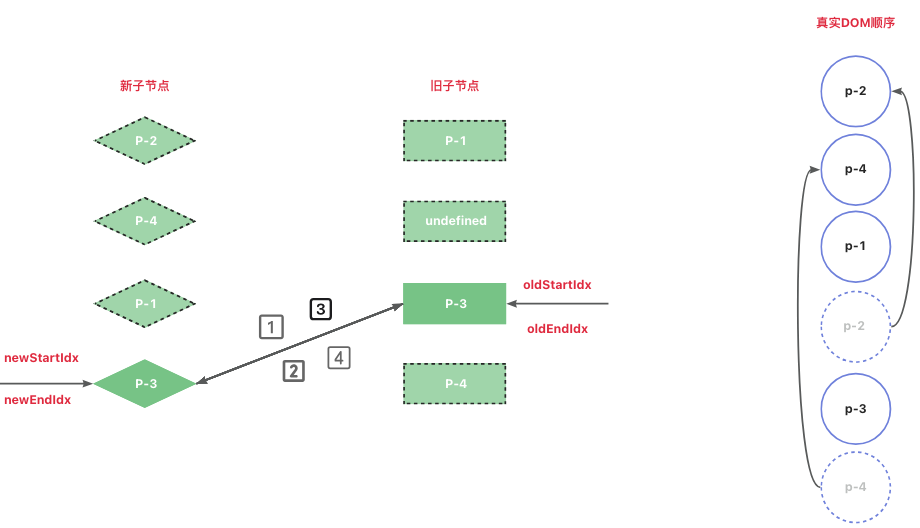 真实DOM顺序
新子节点
旧子节点
P-2
P-1
p-2
P-4
undefined
p-4
P-1
P-3
oldStartIdx
oldEndIdx
p-1
1
3
2
4
p-2
newStartIdx
newEndIdx
P-3
P-4
p-3
p-4